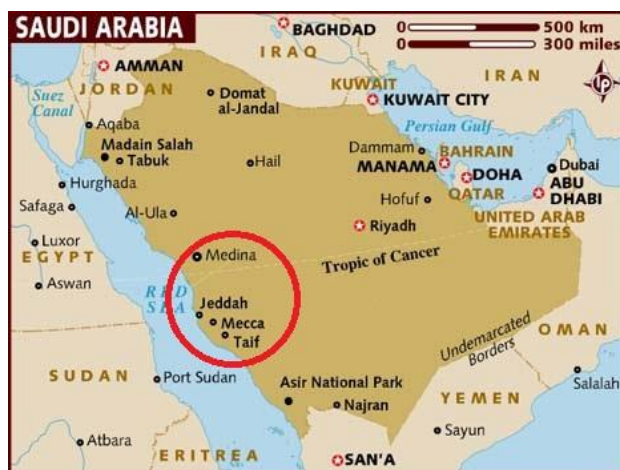 SAUDI ARABIA
BAGHDAD
0 500 km
0 300 miles
IRAQ
IRAN
AMMAN
JORDAN
Domat
al-Jandal
KUWAIT
KUWAIT CITY
LP
Suez
Canal
Aqaba
Persian Gulf
Madain Salah
Tabuk
Hail
Dammam
BAHRAIN
MANAMA
Dubai
DOHA
ABU
DHABI
QATAR
Hurghada
Safaga
Al-Ula
Hofuf
UNITED ARAB
EMIRATES
Riyadh
Luxor
EGYPT
Medina
Tropic of Cancer
Aswan
RED
SEA
Jeddah
Mecca
Taif
OMAN
Undemarcated
Borders
SUDAN
Port Sudan
Asir National Park
Najran
YEMEN
Salalah
Atbara
ERITREA
Sayun
SAN'A